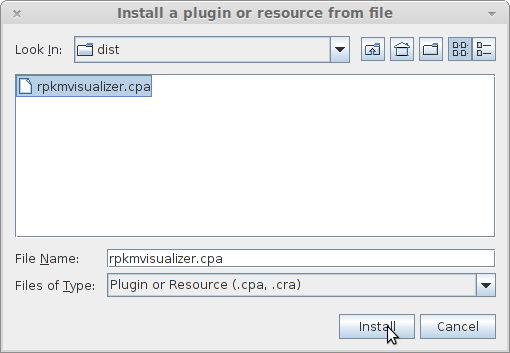 Install a plugin or resource from file
Look In: dist
rpkmvisualizer.cpa
File Name: rpkmvisualizer.cpa
Files of Type: Plugin or Resource (.cpa, .cra)
Install Cancel